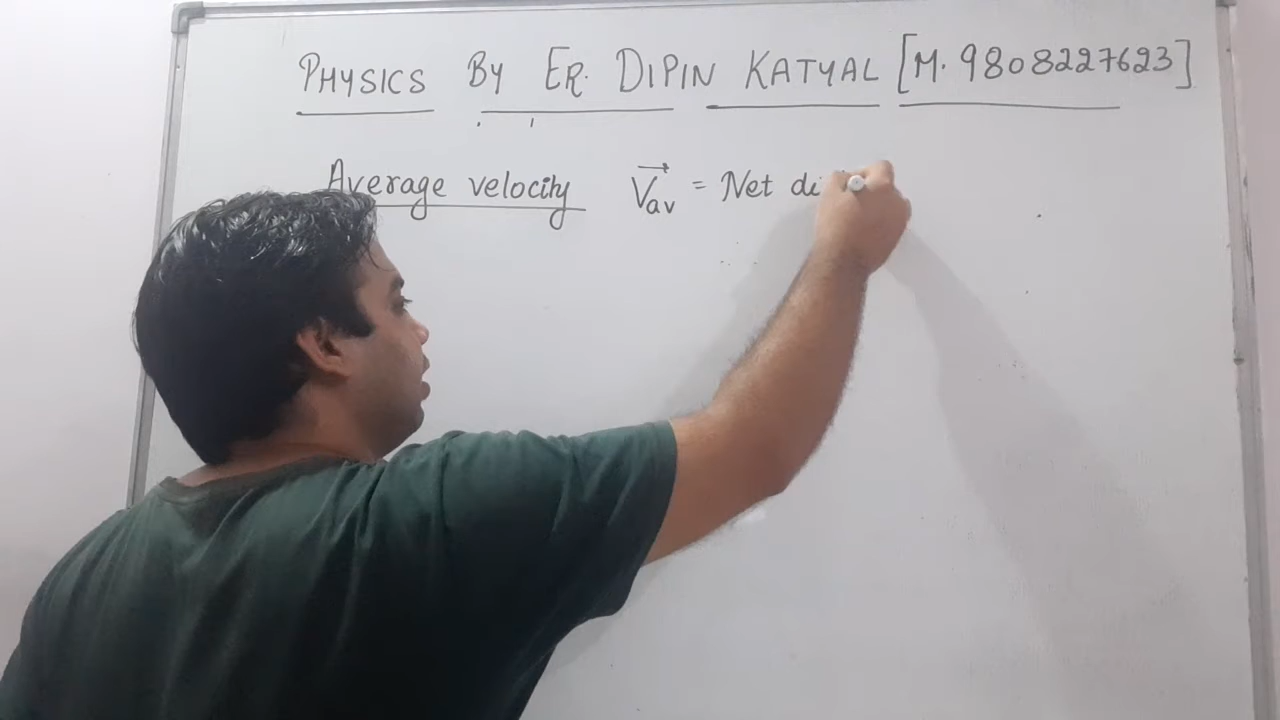 PHYSICS BY ER. DIPIN KATYAL [M. 9808227623]
Average velocity V⃗av = Net di